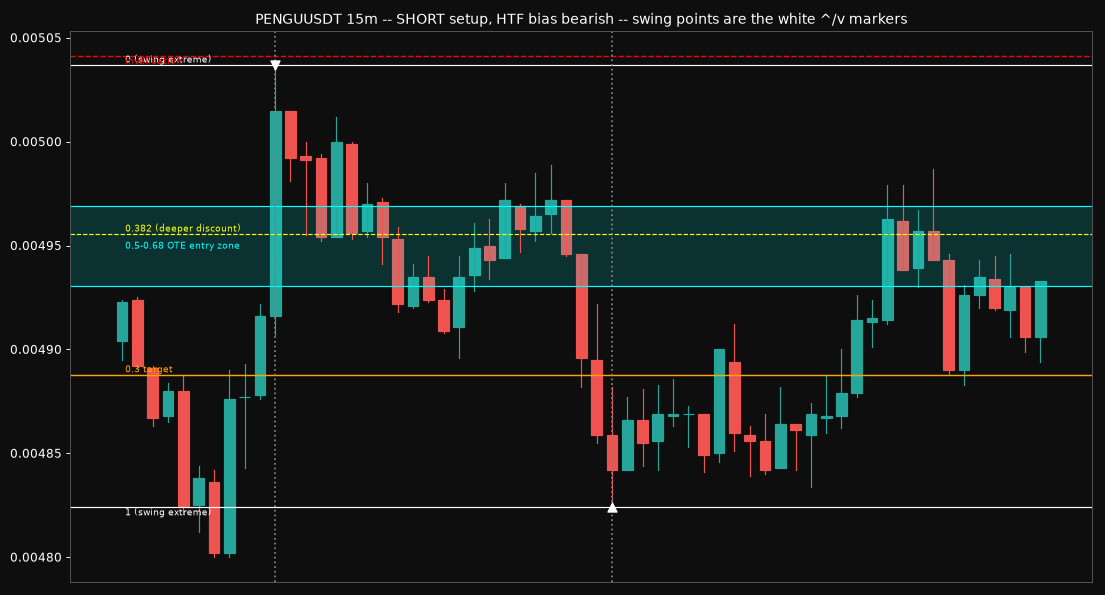 PENGUUSDT 15m -- SHORT setup, HTF bias bearish -- swing points are the white ^/v markers
0.00505
0 (swing extreme)
0.00500
0.382 (deeper discount)
0.00495
0.5-0.68 OTE entry zone
0.00490
0.3 target
0.00485
1 (swing extreme)
0.00480